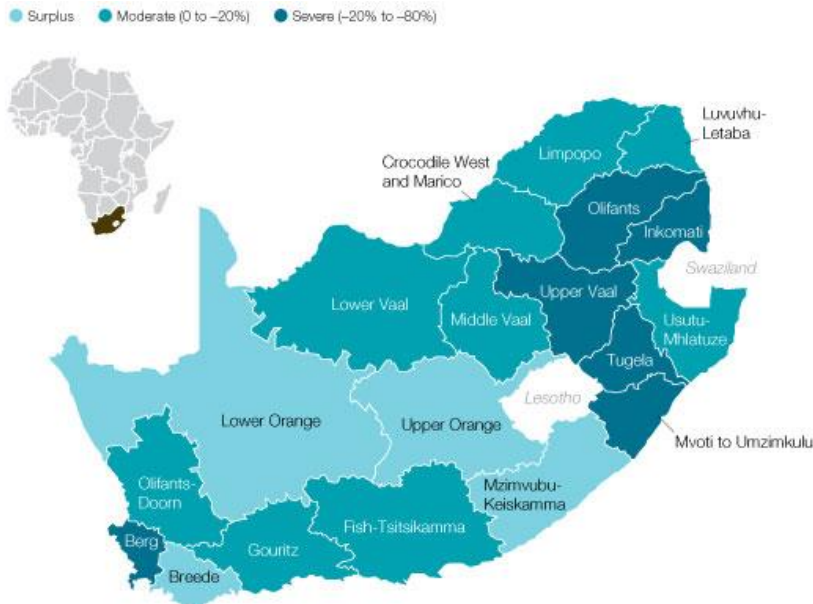 Surplus Moderate (0 to –20%) Severe (–20% to –80%)
Luvuvhu-
Letaba
Limpopo
Crocodile West
and Marico
Olifants
Inkomati
Swaziland
Upper Vaal
Lower Vaal
Middle Vaal
Usutu-
Mhlatuze
Tugela
Lesotho
Lower Orange
Upper Orange
Mvoti to Umzimkulu
Mzimvubu-
Keiskamma
Olifants-
Doorn
Fish-Tsitsikamma
Berg
Gouritz
Breede